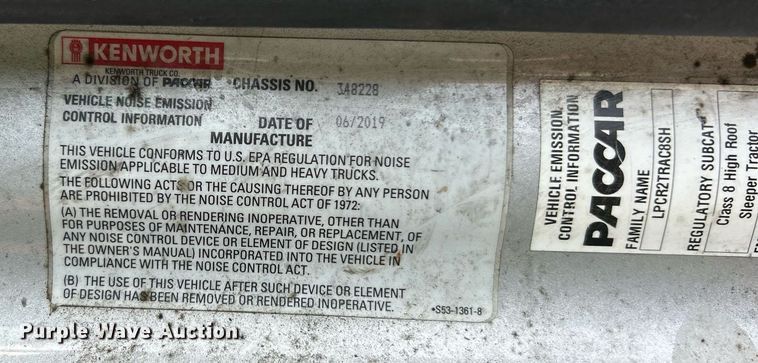 KENWORTH
KENWORTH TRUCK CO.
A DIVISION OF PACCAR
CHASSIS NO. 348228
VEHICLE NOISE EMISSION
CONTROL INFORMATION
DATE OF 06/2019
MANUFACTURE
THIS VEHICLE CONFORMS TO U.S. EPA REGULATION FOR NOISE
EMISSION APPLICABLE TO MEDIUM AND HEAVY TRUCKS.
THE FOLLOWING ACTS OR THE CAUSING THEREOF BY ANY PERSON
ARE PROHIBITED BY THE NOISE CONTROL ACT OF 1972:
(A) THE REMOVAL OR RENDERING INOPERATIVE, OTHER THAN
FOR PURPOSES OF MAINTENANCE, REPAIR, OR REPLACEMENT, OF
ANY NOISE CONTROL DEVICE OR ELEMENT OF DESIGN (LISTED IN
THE OWNER'S MANUAL) INCORPORATED INTO THE VEHICLE IN
COMPLIANCE WITH THE NOISE CONTROL ACT.
(B) THE USE OF THIS VEHICLE AFTER SUCH DEVICE OR ELEMENT
OF DESIGN HAS BEEN REMOVED OR RENDERED INOPERATIVE.
*S53-1361-8
VEHICLE EMISSION
CONTROL INFORMATION
PACCAR
FAMILY NAME
LPCR2TRAC8SH
REGULATORY SUBCAT
Class 8 High Roof
Sleeper Tractor
Purple Wave Auction